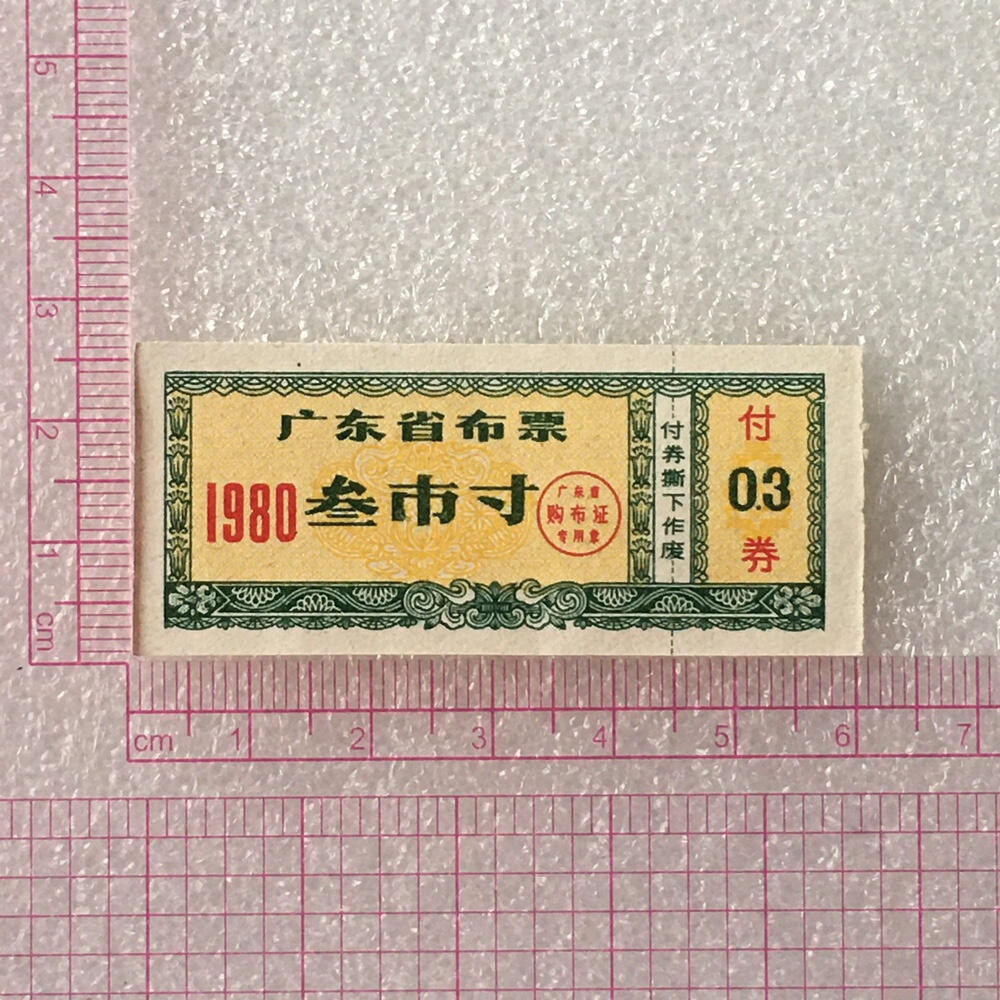 5
4
3
2
1
cm
广东省布票
1980
叁市寸
广东省
购布证
专用章
付券撕下作废
付
0.3
券
cm 1 2 3 4 5 6 7